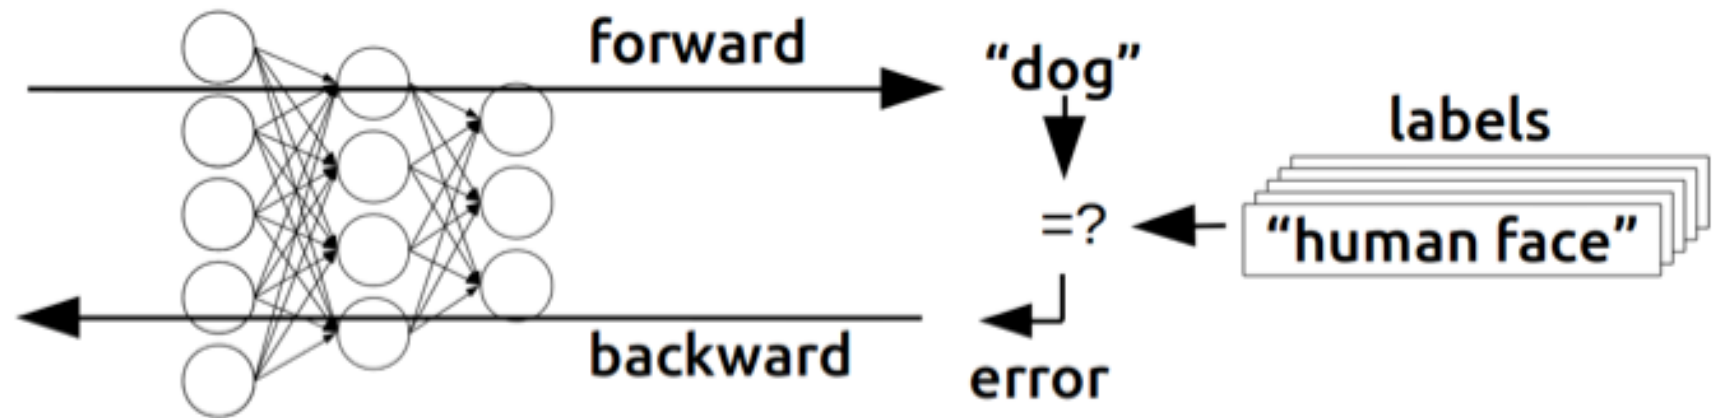 forward
“dog”
labels
=?
“human face”
backward
error